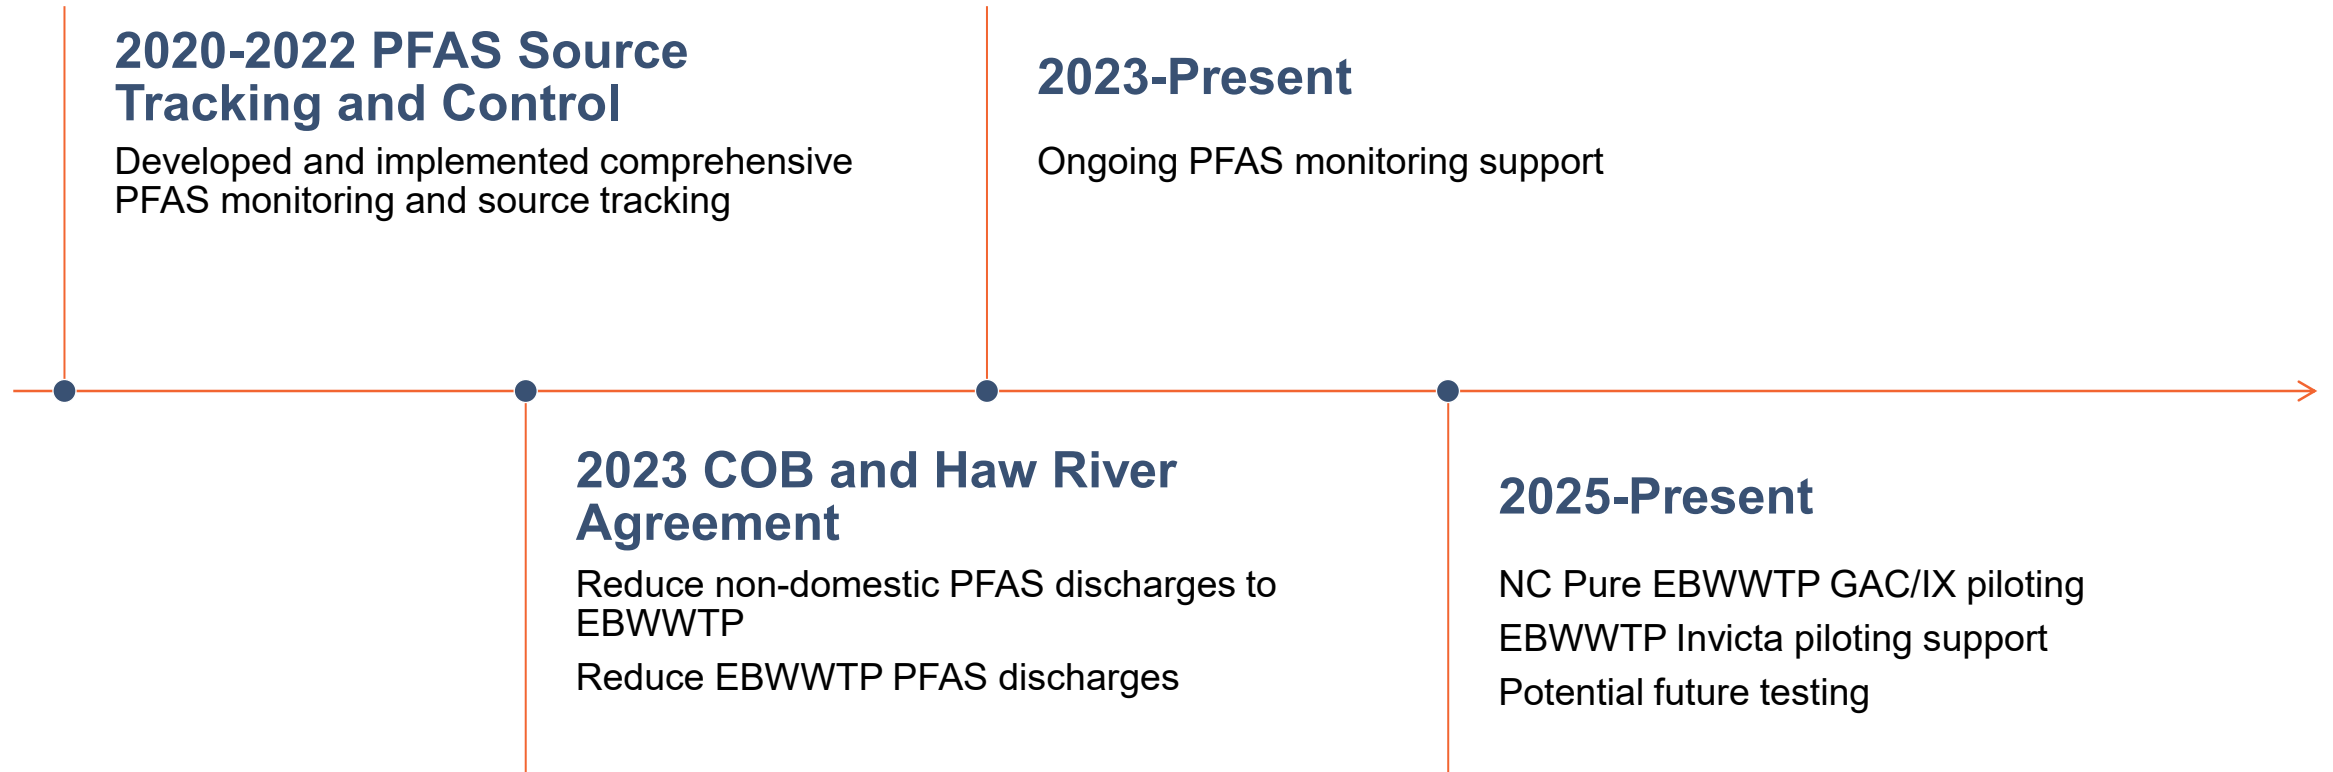 2020-2022 PFAS Source
Tracking and Control
Developed and implemented comprehensive
PFAS monitoring and source tracking
2023 COB and Haw River
Agreement
Reduce non-domestic PFAS discharges to
EBWWTP
Reduce EBWWTP PFAS discharges
2023-Present
Ongoing PFAS monitoring support
2025-Present
NC Pure EBWWTP GAC/IX piloting
EBWWTP Invicta piloting support
Potential future testing